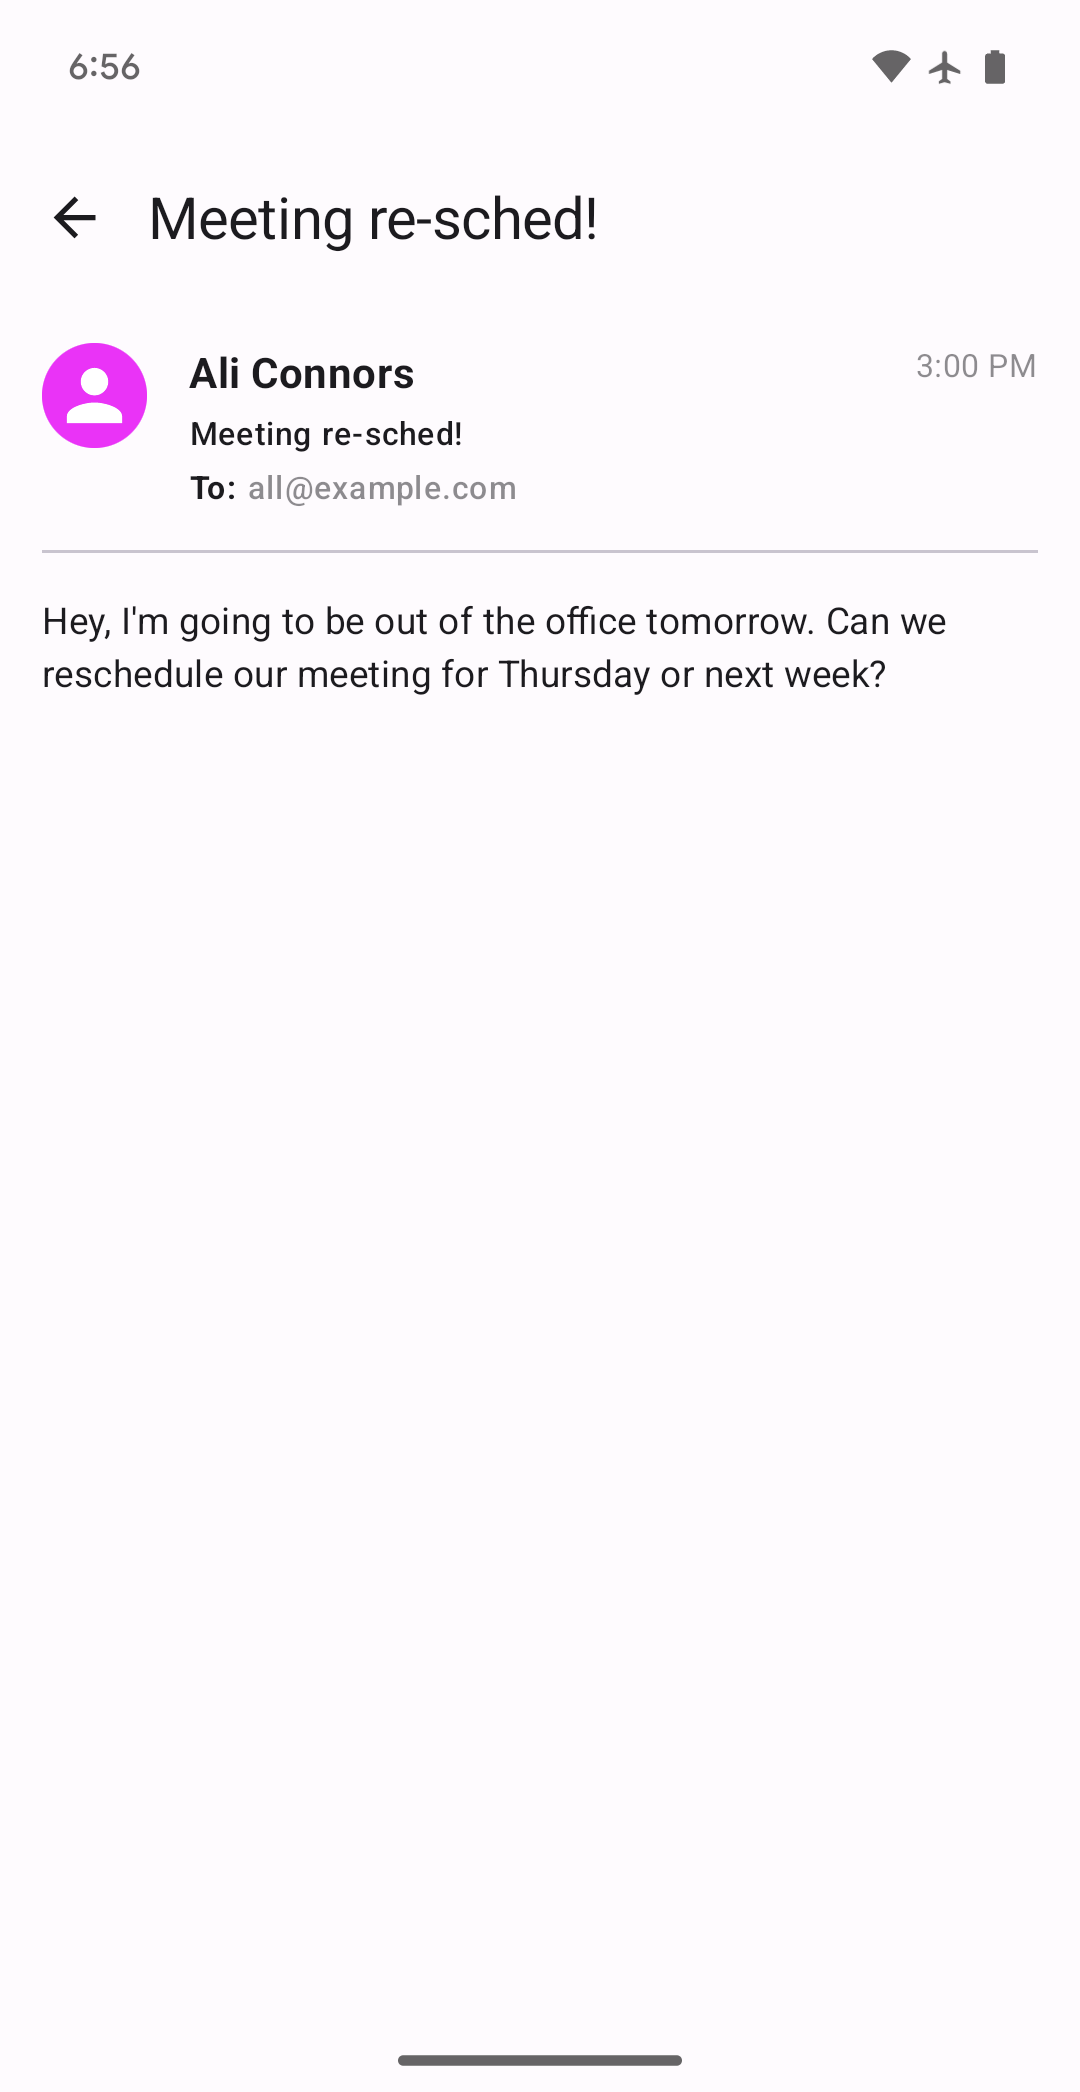 6:56
Meeting re-sched!
Ali Connors
3:00 PM
Meeting re-sched!
To: all@example.com
Hey, I'm going to be out of the office tomorrow. Can we
reschedule our meeting for Thursday or next week?